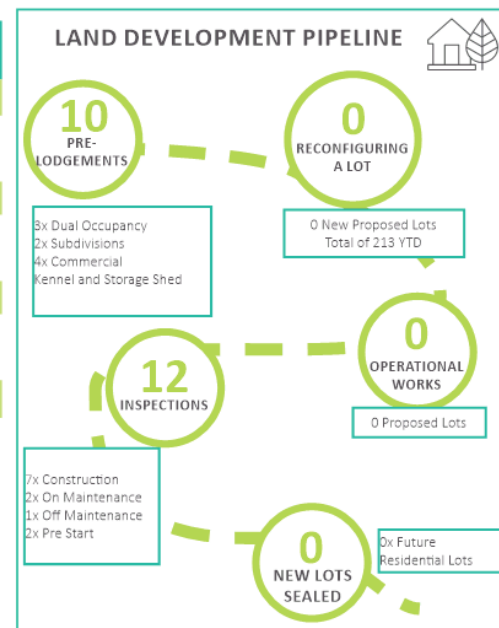 LAND DEVELOPMENT PIPELINE
10
PRE-
LODGEMENTS
3x Dual Occupancy
2x Subdivisions
4x Commercial
Kennel and Storage Shed
0
RECONFIGURING
A LOT
0 New Proposed Lots
Total of 213 YTD
0
OPERATIONAL
WORKS
0 Proposed Lots
12
INSPECTIONS
7x Construction
2x On Maintenance
1x Off Maintenance
2x Pre Start
0
NEW LOTS
SEALED
0x Future
Residential Lots